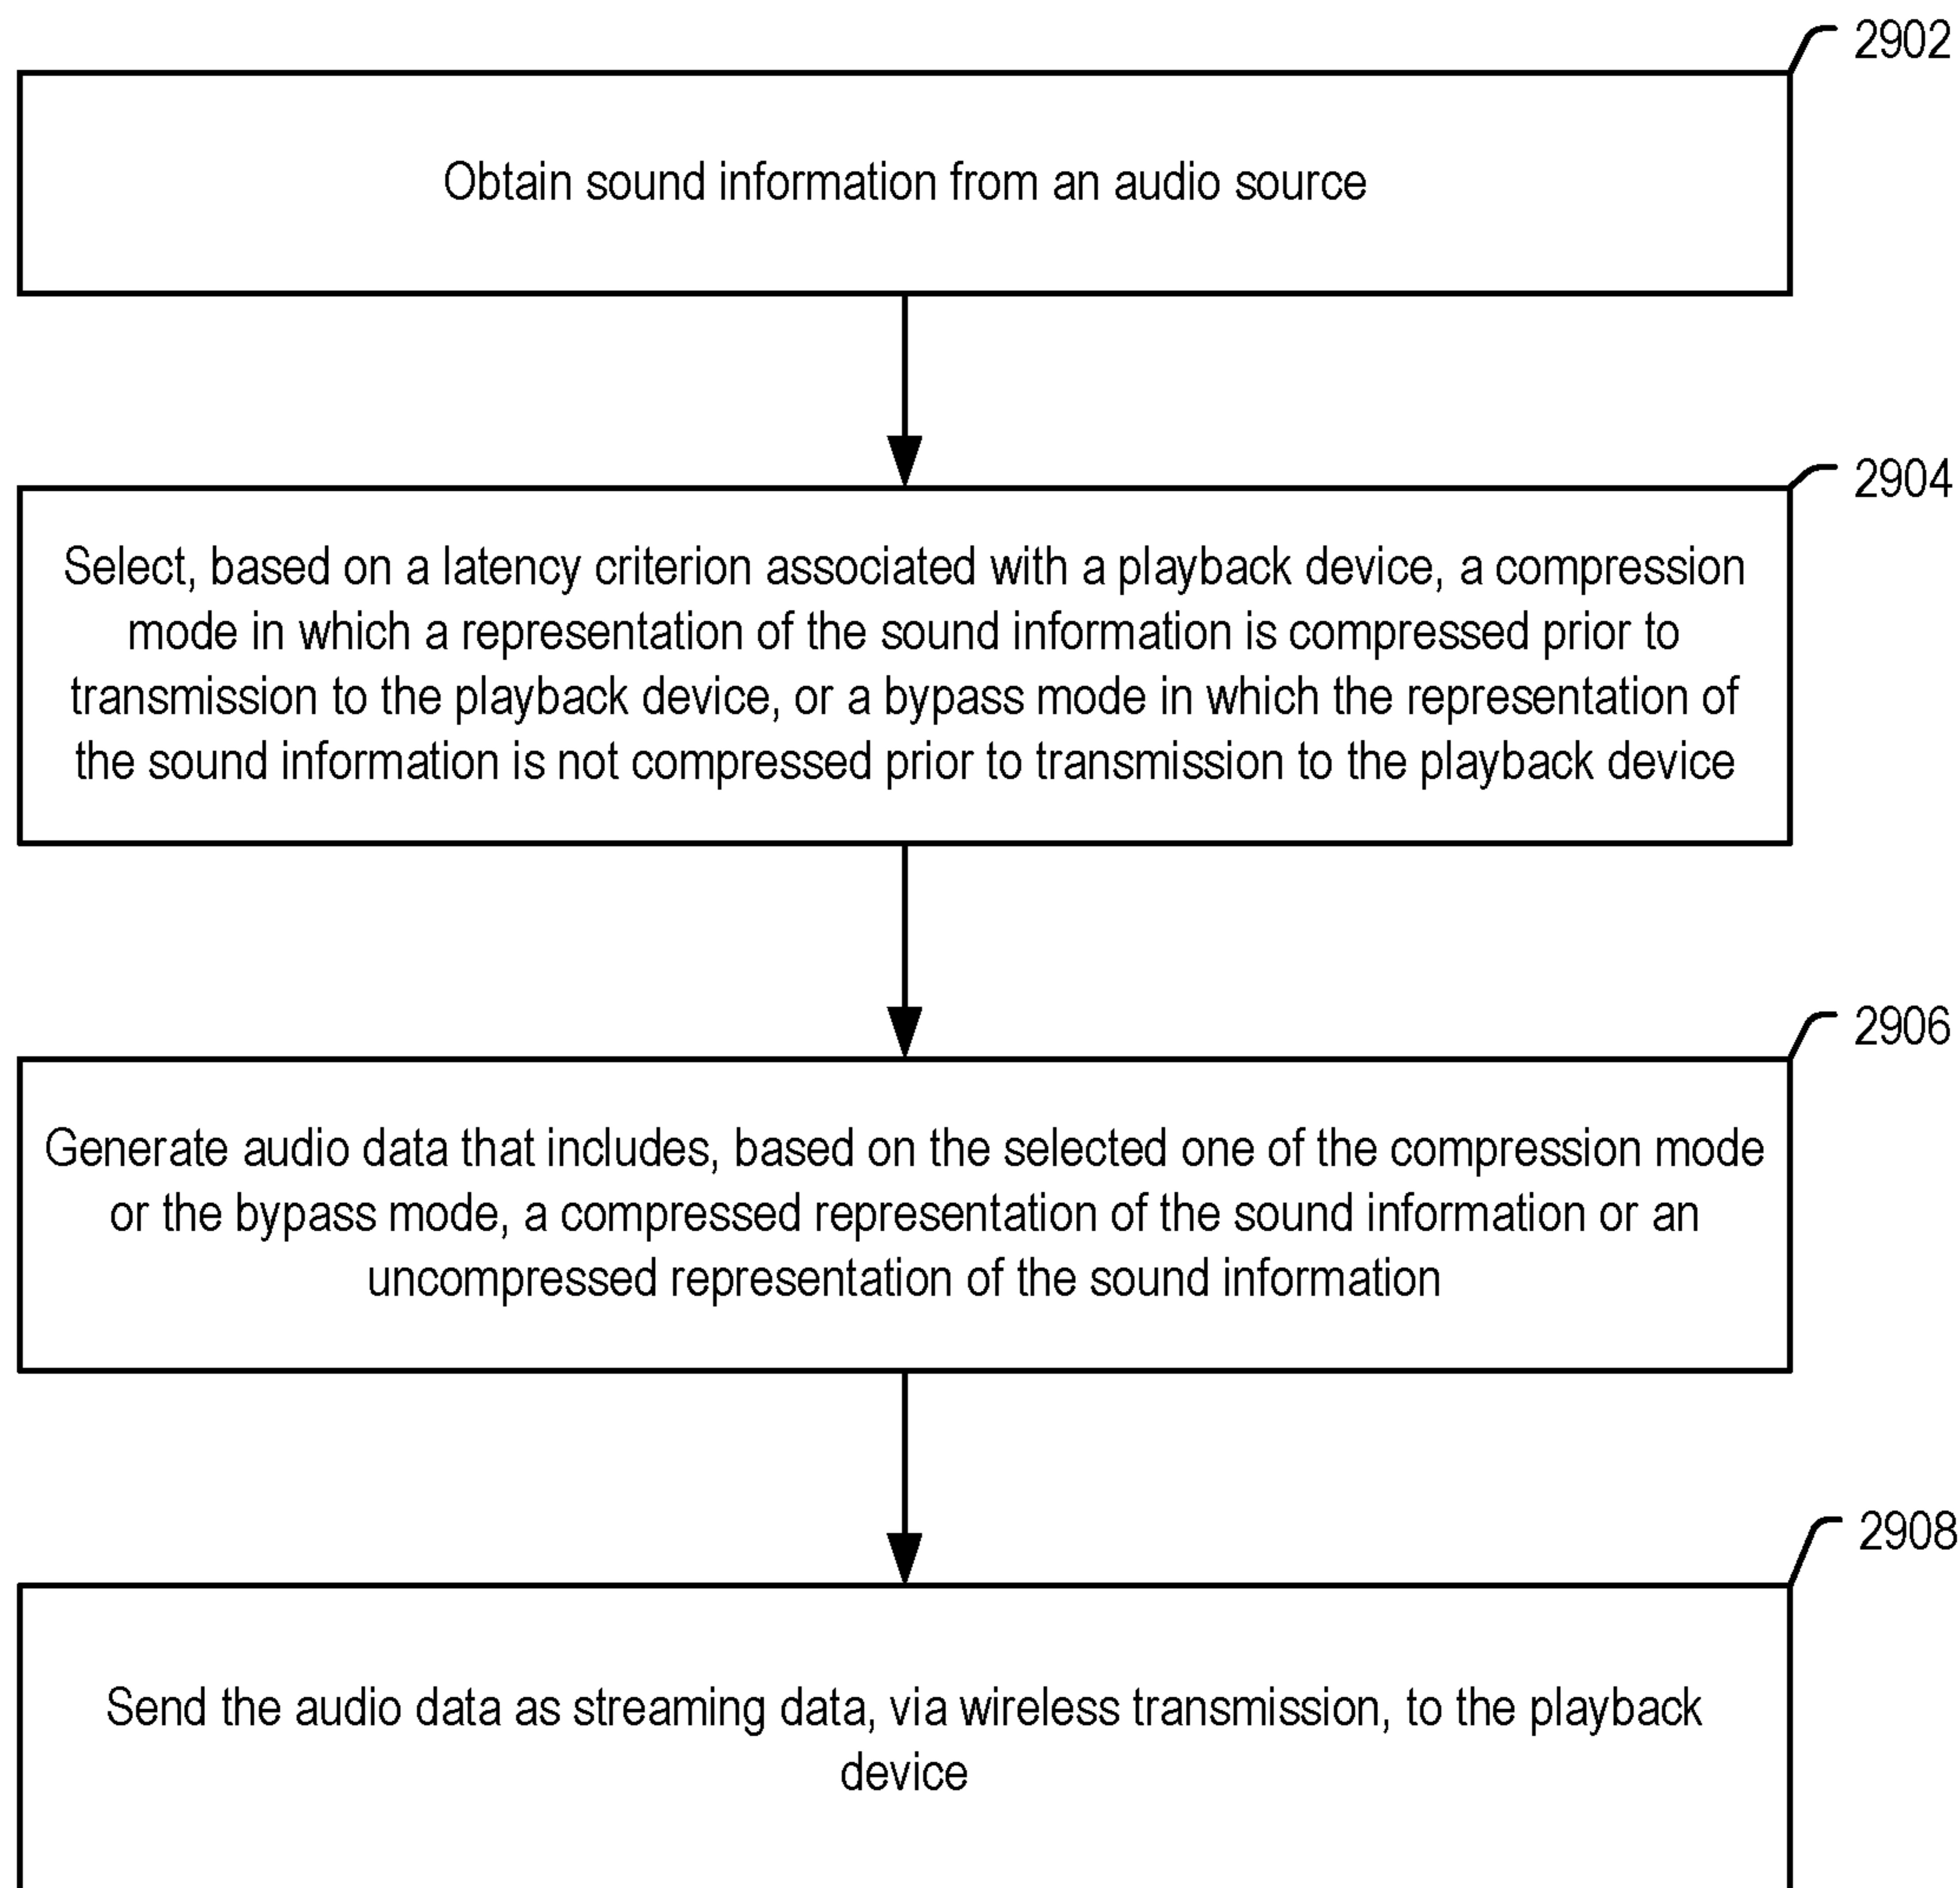 2902
Obtain sound information from an audio source
2904
Select, based on a latency criterion associated with a playback device, a compression
mode in which a representation of the sound information is compressed prior to
transmission to the playback device, or a bypass mode in which the representation of
the sound information is not compressed prior to transmission to the playback device
2906
Generate audio data that includes, based on the selected one of the compression mode
or the bypass mode, a compressed representation of the sound information or an
uncompressed representation of the sound information
2908
Send the audio data as streaming data, via wireless transmission, to the playback
device